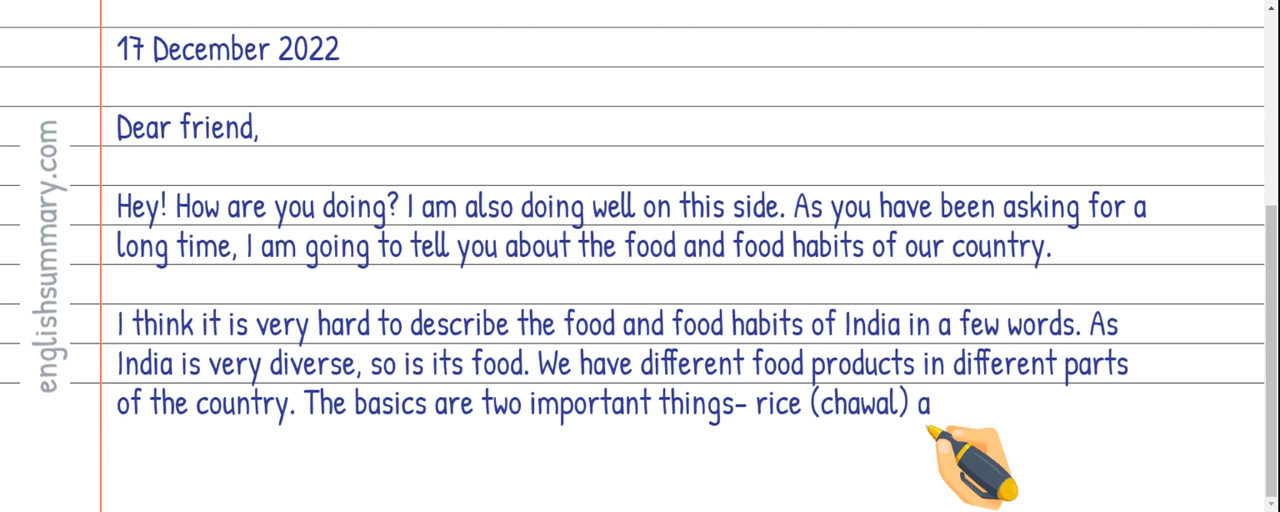 17 December 2022
Dear friend,
englishsummary.com
Hey! How are you doing? I am also doing well on this side. As you have been asking for a
long time, I am going to tell you about the food and food habits of our country.
I think it is very hard to describe the food and food habits of India in a few words. As
India is very diverse, so is its food. We have different food products in different parts
of the country. The basics are two important things- rice (chawal) a